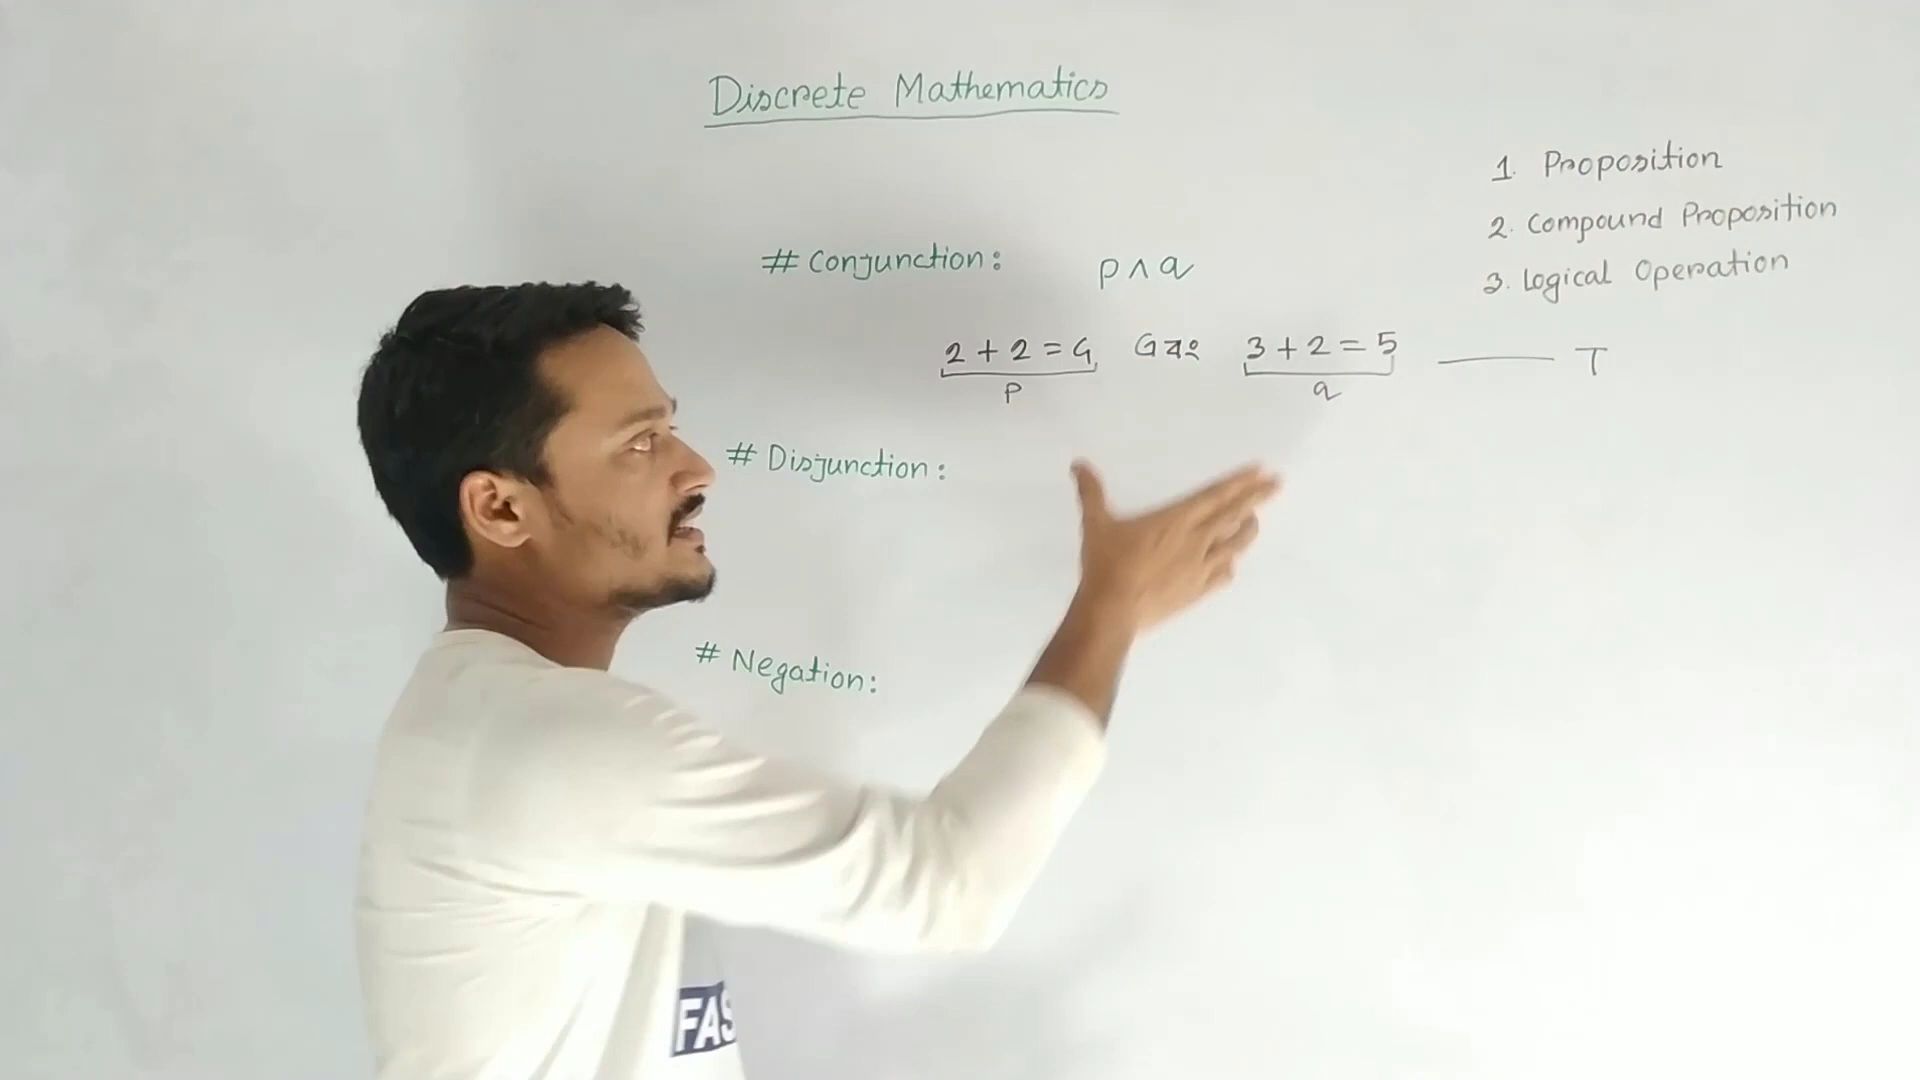 Discrete Mathematics
1. Proposition
2. Compound Proposition
3. Logical Operation
# Conjunction: p ∧ q
2 + 2 = 4 এবং 3 + 2 = 5 —— T
p q
# Disjunction:
# Negation:
FAS